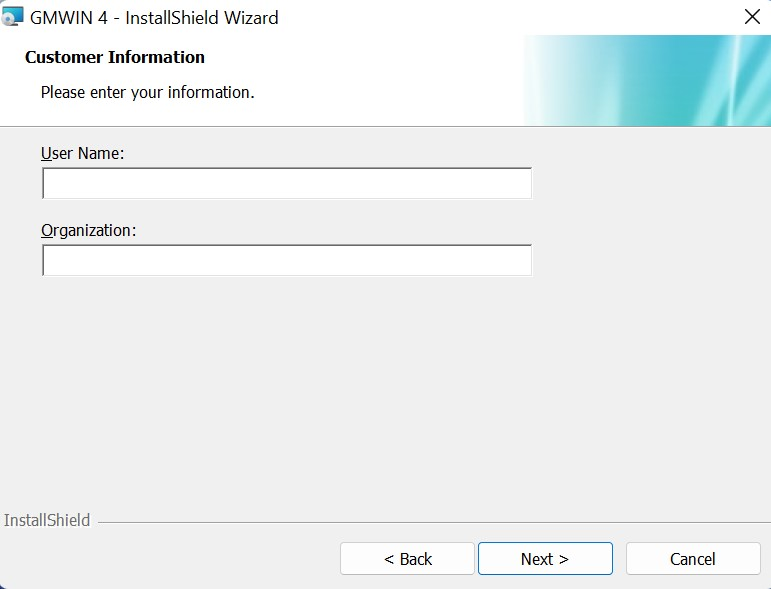 GMWIN 4 - InstallShield Wizard
Customer Information
Please enter your information.
User Name:
Organization:
InstallShield
< Back Next > Cancel